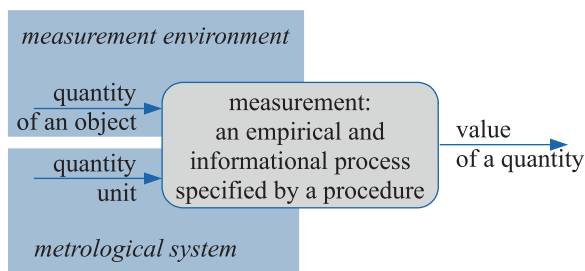 measurement environment
quantity
of an object
quantity
unit
metrological system
measurement:
an empirical and
informational process
specified by a procedure
value
of a quantity